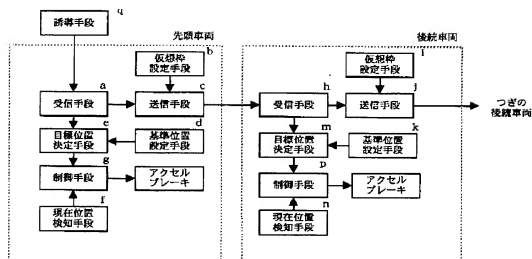 誘導手段
q
先頭車両
後続車両
仮想枠
設定手段
b
仮想枠
設定手段
i
受信手段
a
送信手段
c
受信手段
h
送信手段
j
つぎの
後続車両
目標位置
決定手段
e
基準位置
設定手段
d
目標位置
決定手段
m
基準位置
設定手段
k
制御手段
g
アクセル
ブレーキ
制御手段
p
アクセル
ブレーキ
現在位置
検知手段
f
現在位置
検知手段
n